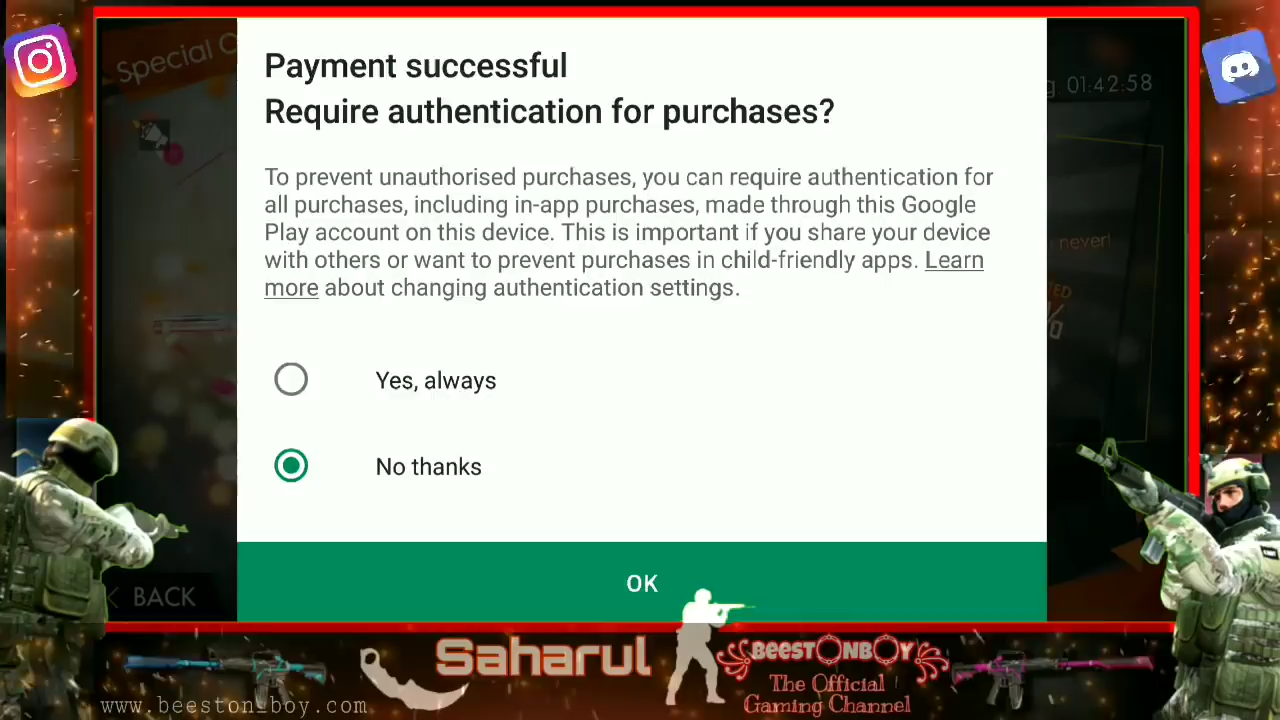 Special O
Payment successful
Require authentication for purchases?
g 01:42:58
To prevent unauthorised purchases, you can require authentication for
all purchases, including in-app purchases, made through this Google
Play account on this device. This is important if you share your device
with others or want to prevent purchases in child-friendly apps. Learn
more about changing authentication settings.
never!
TED
%
Yes, always
No thanks
OK
BACK
Saharul
BEESTONBOY
The Official
Gaming Channel
www.beeston_boy.com